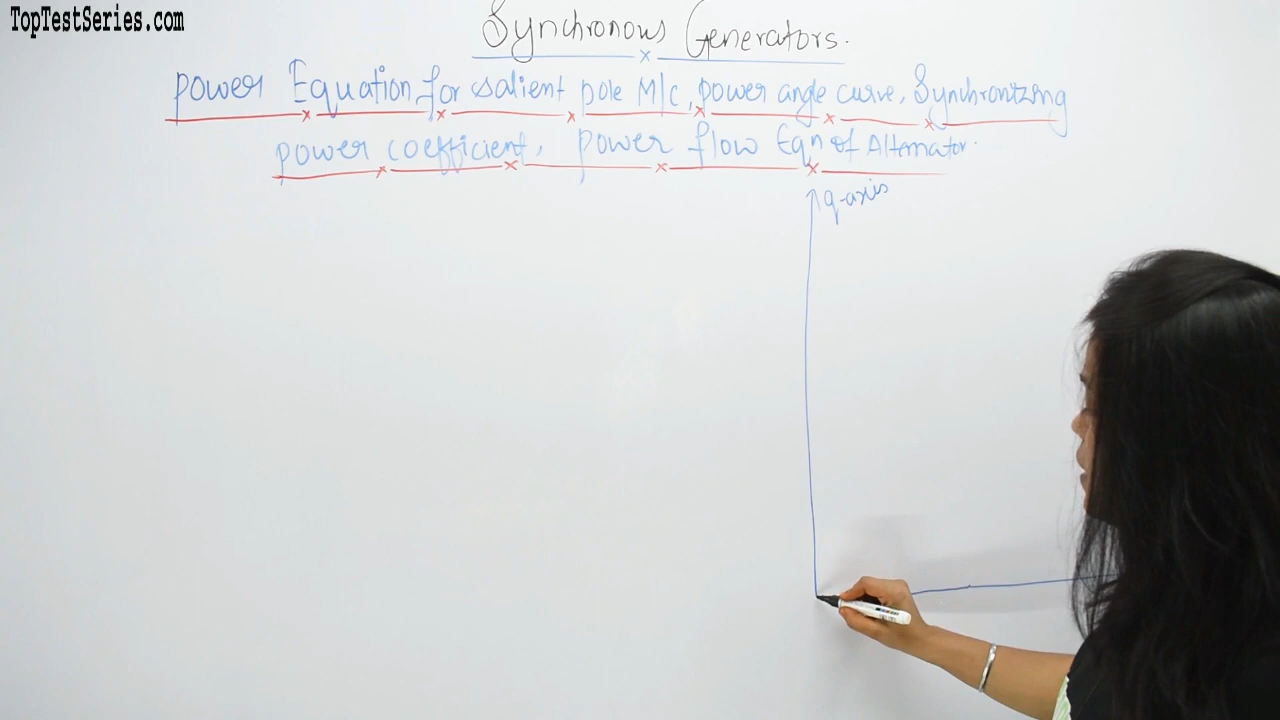 TopTestSeries.com
Synchronous Generators.
Power Equation for salient pole M/c, power angle curve, Synchronizing
power coefficient, power flow Eqn of Alternator.
q-axis